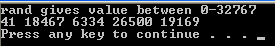 rand gives value between 0-32767
41 18467 6334 26500 19169
Press any key to continue . . .